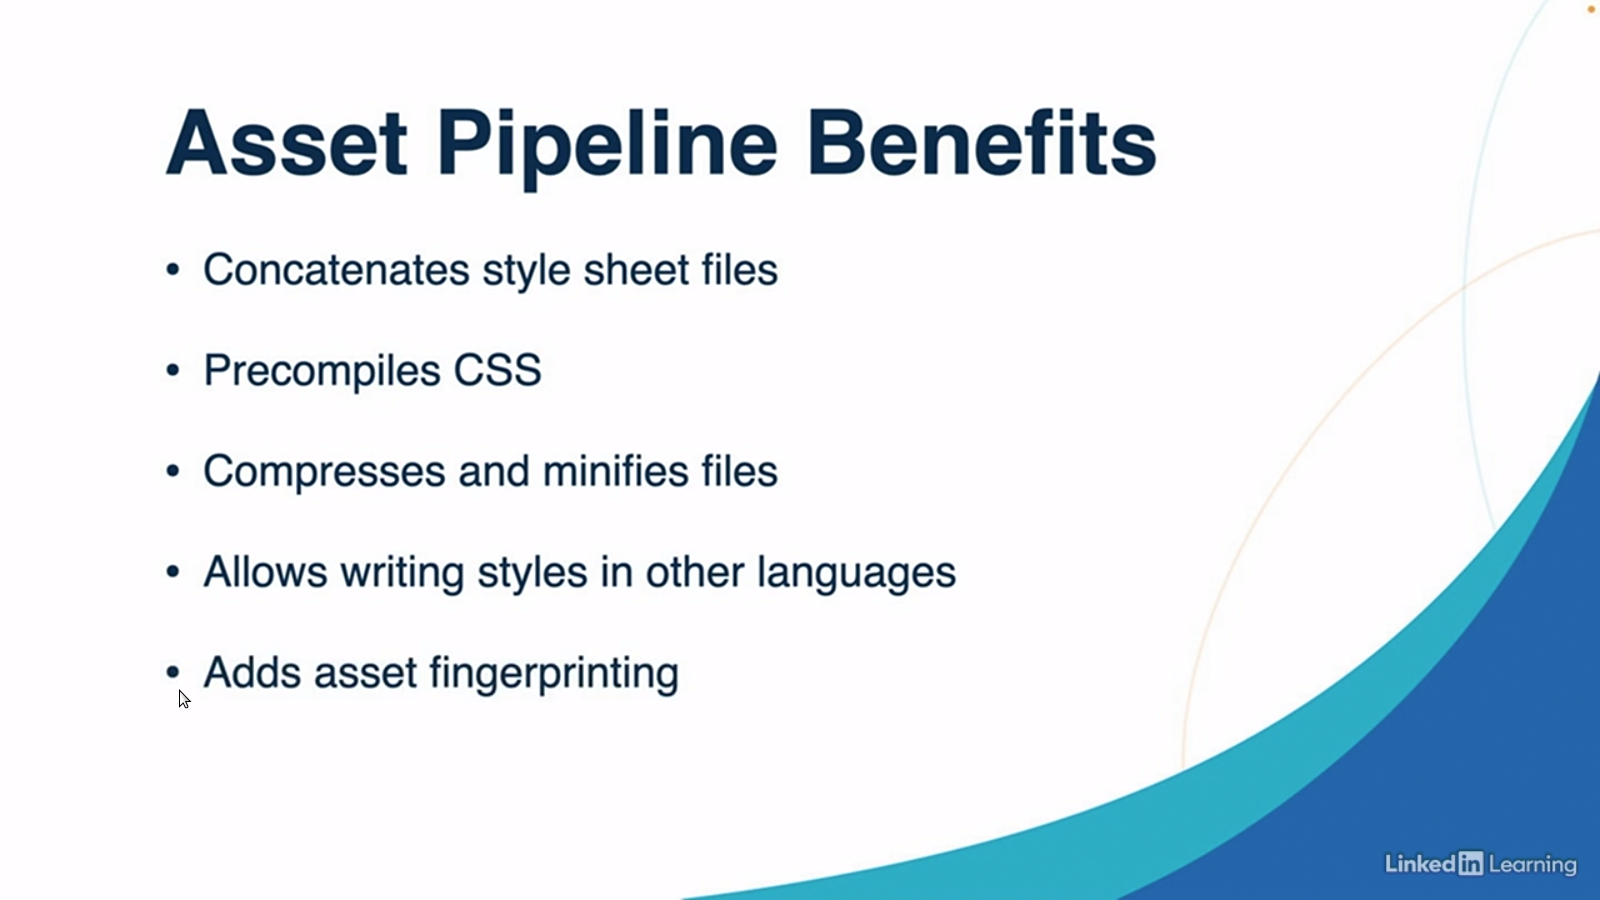 Asset Pipeline Benefits
• Concatenates style sheet files
• Precompiles CSS
• Compresses and minifies files
• Allows writing styles in other languages
• Adds asset fingerprinting
Linked in Learning